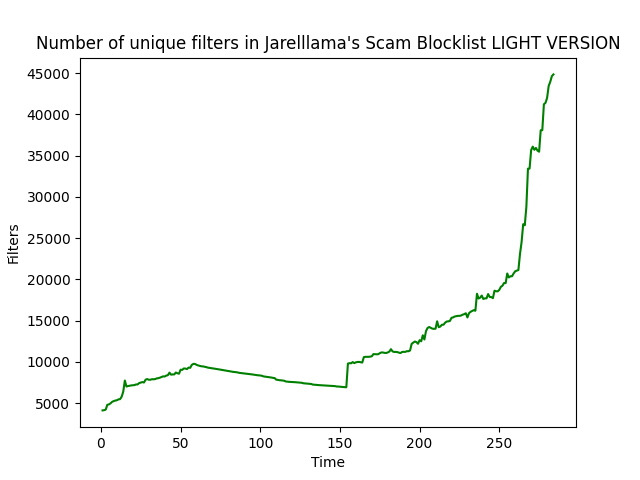 Number of unique filters in Jarelllama's Scam Blocklist LIGHT VERSION
45000
40000
35000
30000
25000
20000
15000
10000
5000
Filters
0 50 100 150 200 250
Time